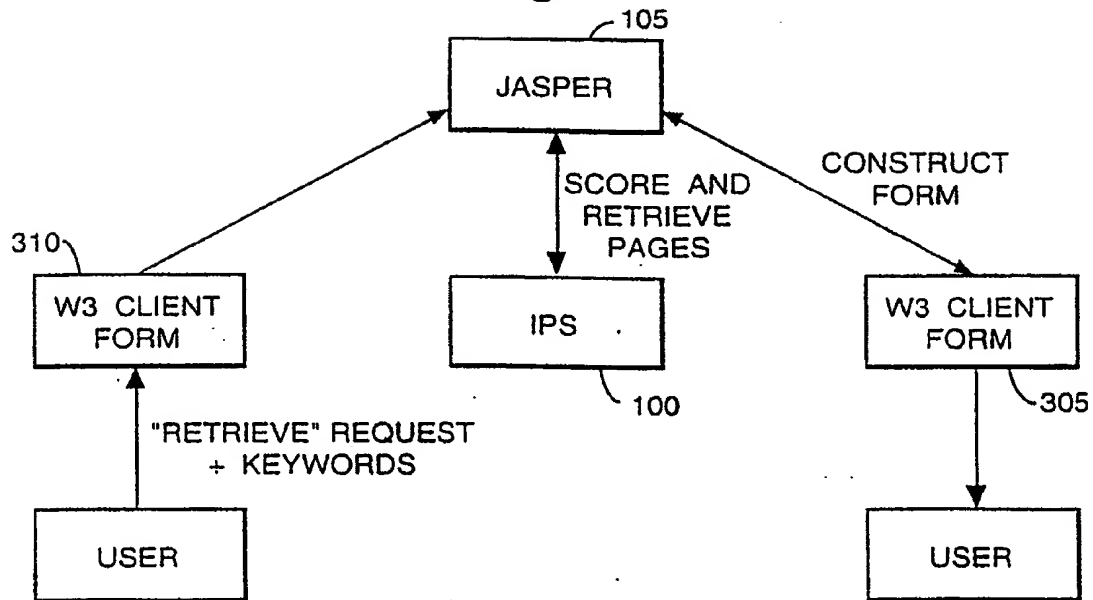 105
JASPER
CONSTRUCT
FORM
SCORE AND
RETRIEVE
PAGES
310
W3 CLIENT
FORM
IPS
W3 CLIENT
FORM
100
305
"RETRIEVE" REQUEST
+ KEYWORDS
USER
USER